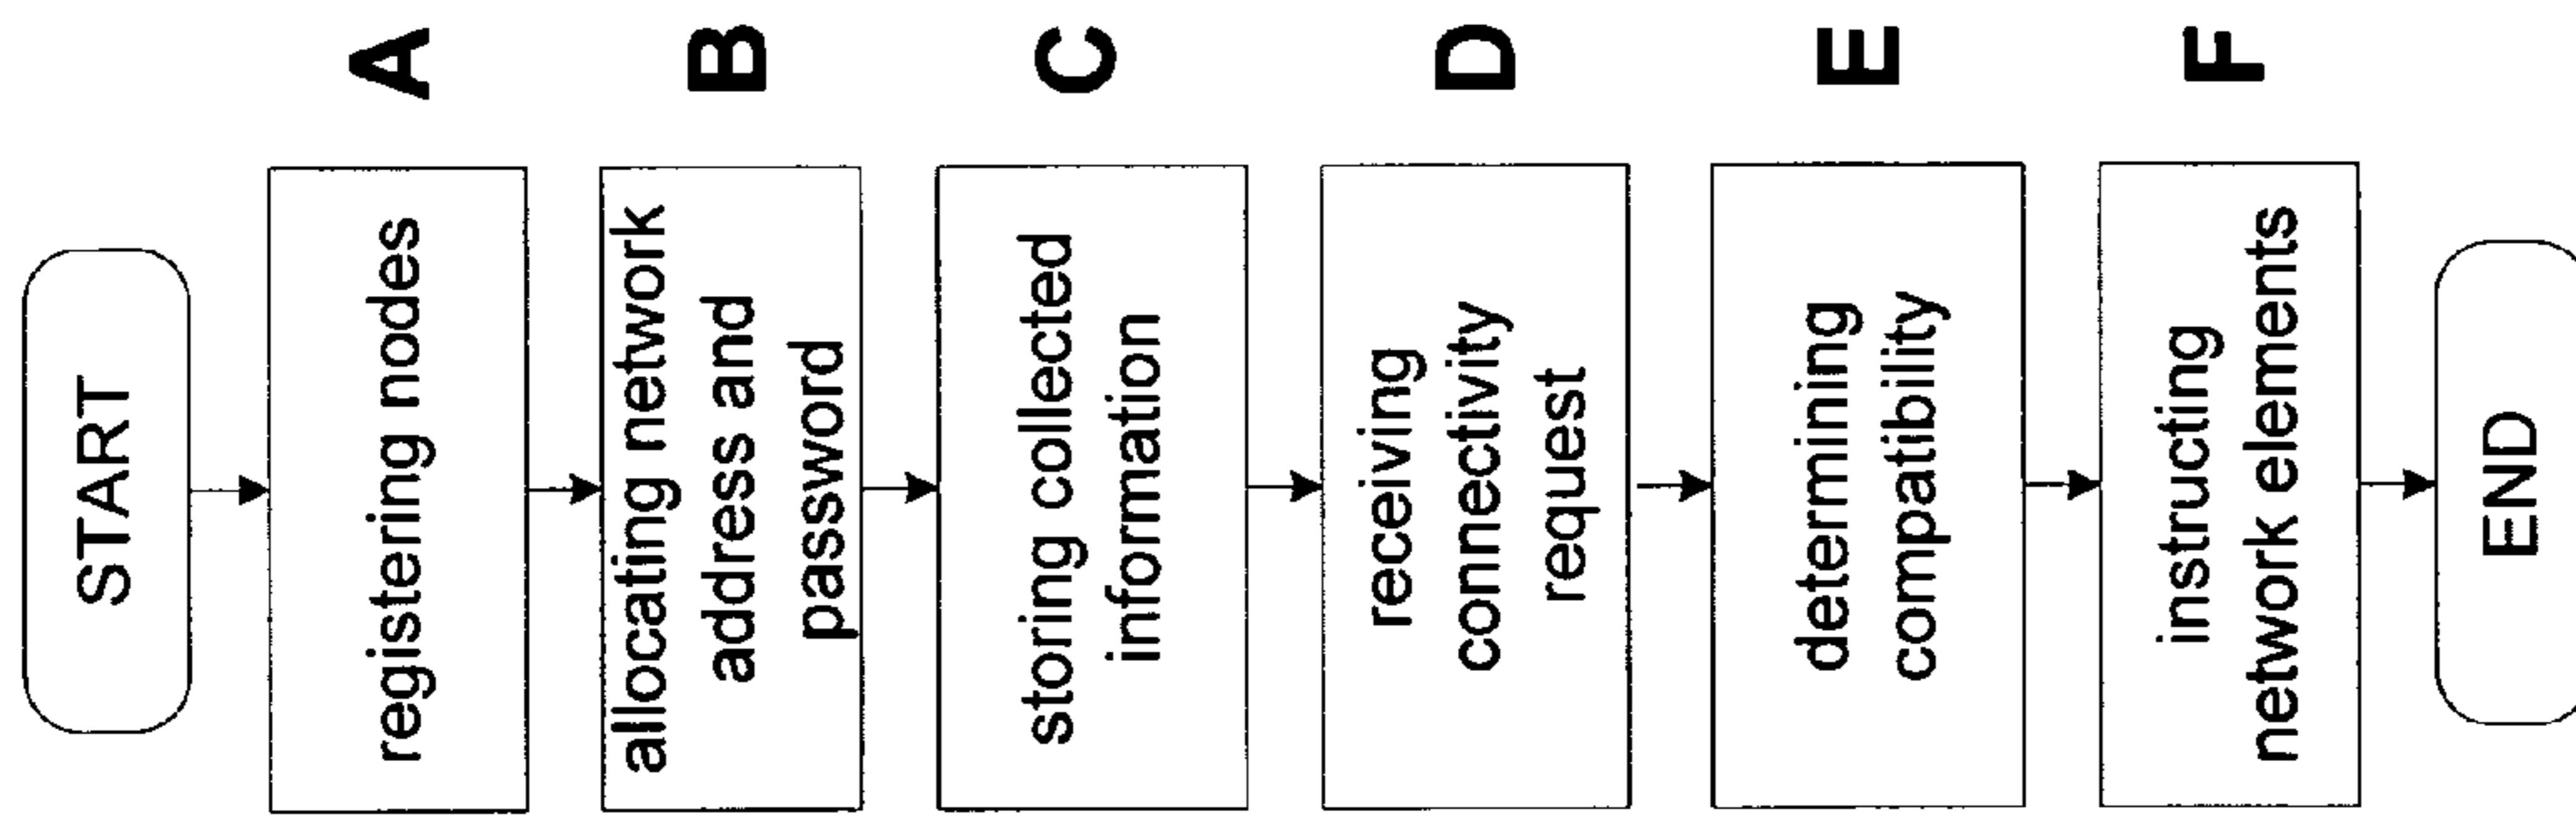 START
registering nodes
A
allocating network
address and
password
B
storing collected
information
C
receiving
connectivity
request
D
determining
compatibility
E
instructing
network elements
F
END